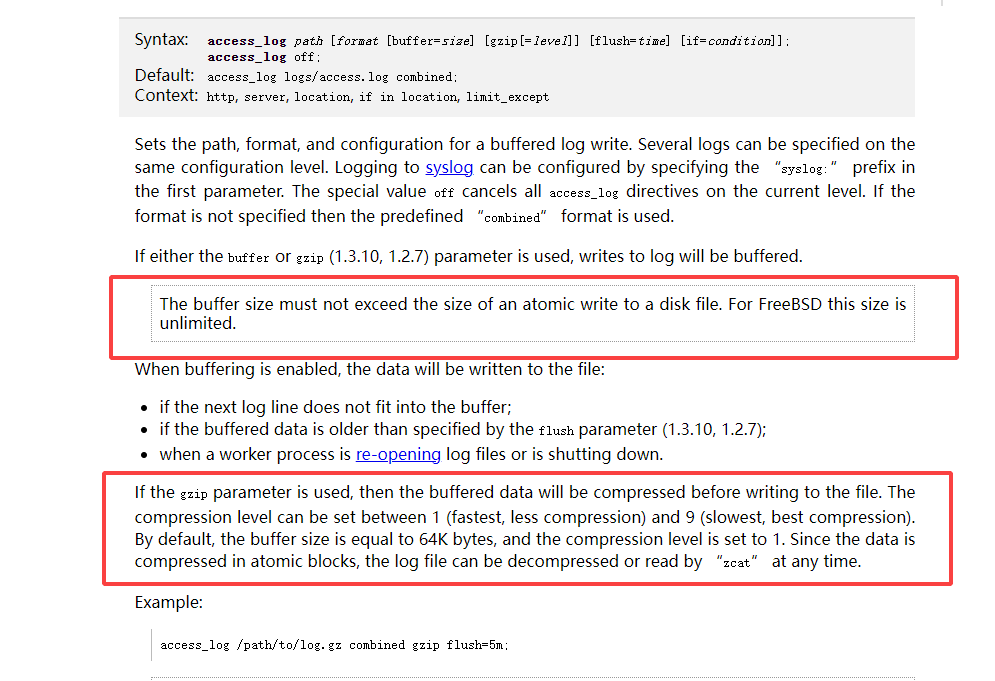 Syntax: access_log path [format [buffer=size] [gzip[=level]] [flush=time] [if=condition]];
access_log off;
Default: access_log logs/access.log combined;
Context: http, server, location, if in location, limit_except
Sets the path, format, and configuration for a buffered log write. Several logs can be specified on the
same configuration level. Logging to syslog can be configured by specifying the “syslog:” prefix in
the first parameter. The special value off cancels all access_log directives on the current level. If the
format is not specified then the predefined “combined” format is used.
If either the buffer or gzip (1.3.10, 1.2.7) parameter is used, writes to log will be buffered.
The buffer size must not exceed the size of an atomic write to a disk file. For FreeBSD this size is
unlimited.
When buffering is enabled, the data will be written to the file:
• if the next log line does not fit into the buffer;
• if the buffered data is older than specified by the flush parameter (1.3.10, 1.2.7);
• when a worker process is re-opening log files or is shutting down.
If the gzip parameter is used, then the buffered data will be compressed before writing to the file. The
compression level can be set between 1 (fastest, less compression) and 9 (slowest, best compression).
By default, the buffer size is equal to 64K bytes, and the compression level is set to 1. Since the data is
compressed in atomic blocks, the log file can be decompressed or read by “zcat” at any time.
Example:
access_log /path/to/log.gz combined gzip flush=5m;